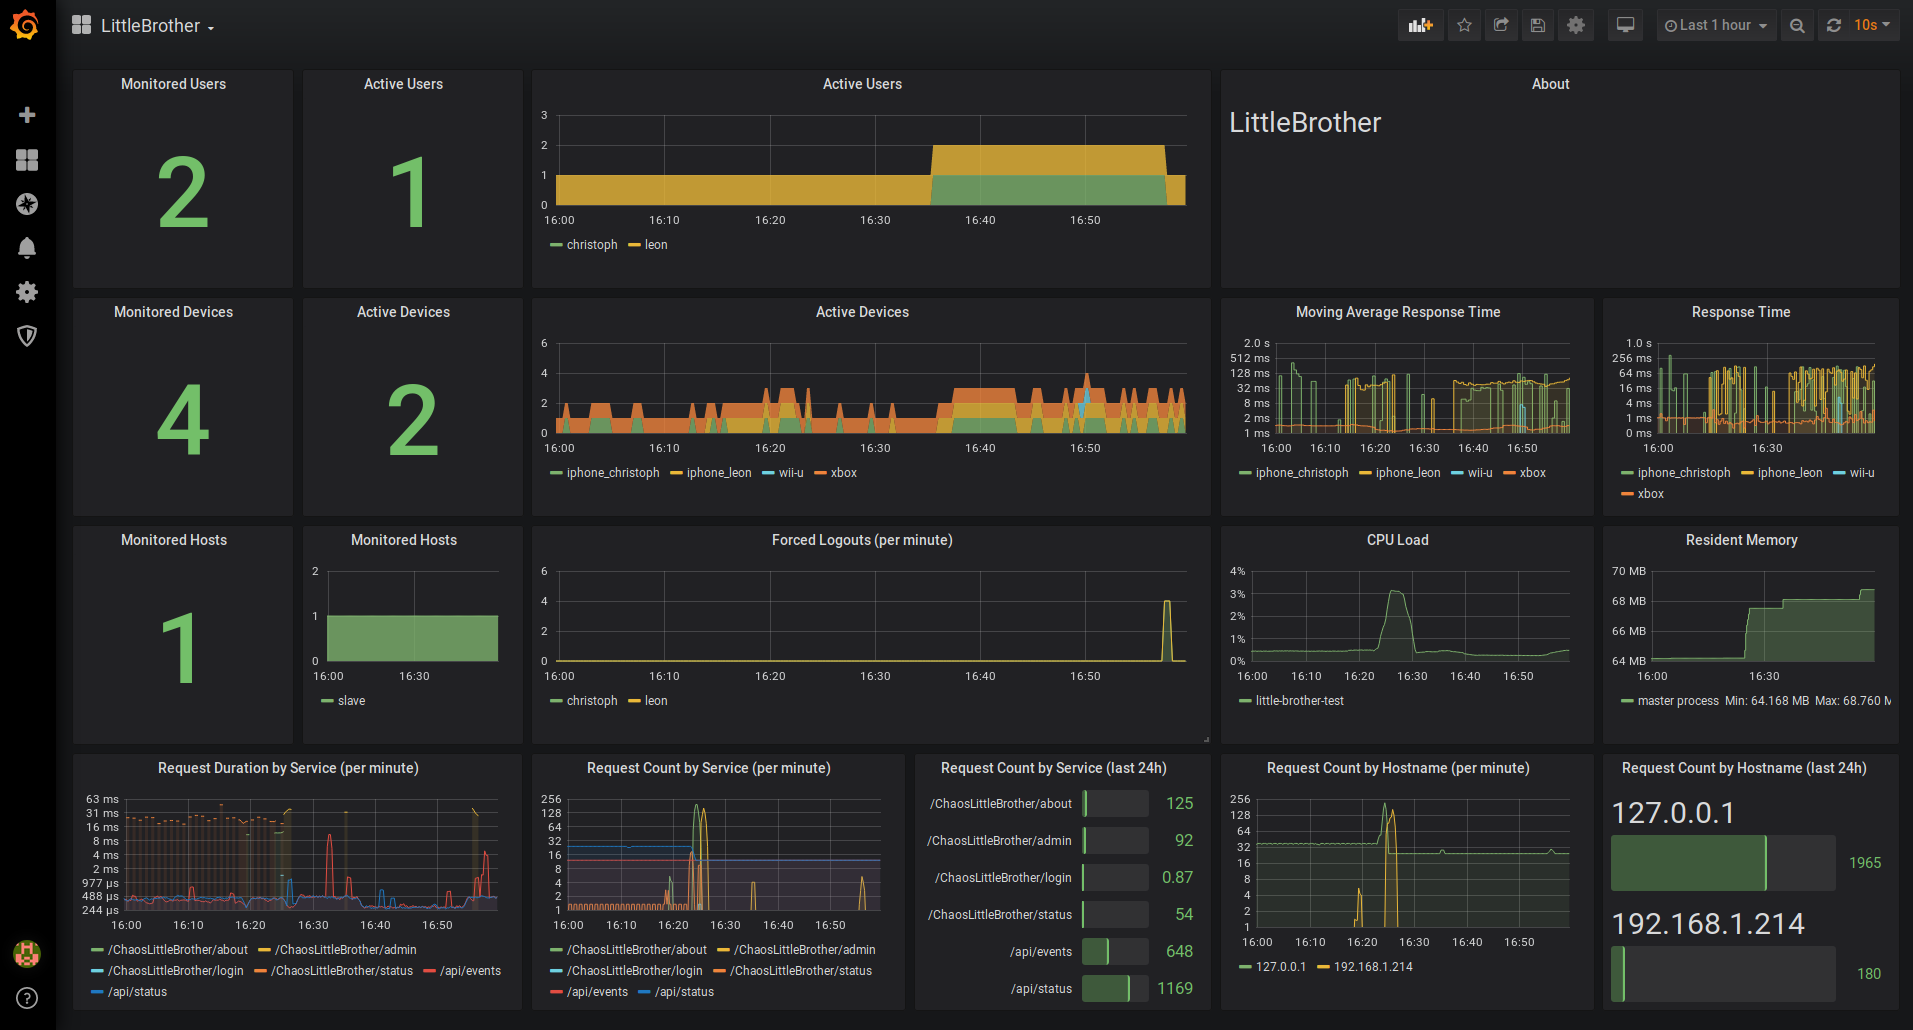 LittleBrother
Last 1 hour
10s
Monitored Users
2
Active Users
1
Active Users
3
2
1
0
16:00 16:10 16:20 16:30 16:40 16:50
christoph leon
About
LittleBrother
Monitored Devices
4
Active Devices
2
Active Devices
6
4
2
0
16:00 16:10 16:20 16:30 16:40 16:50
iphone_christoph iphone_leon wii-u xbox
Moving Average Response Time
2.0 s
512 ms
128 ms
32 ms
8 ms
2 ms
1 ms
16:00 16:10 16:20 16:30 16:40 16:50
iphone_christoph iphone_leon wii-u xbox
Response Time
1.0 s
256 ms
64 ms
16 ms
4 ms
1 ms
0 ms
16:00 16:30
iphone_christoph iphone_leon wii-u
xbox
Monitored Hosts
1
Monitored Hosts
2
1
0
16:00 16:30
slave
Forced Logouts (per minute)
6
4
2
0
16:00 16:10 16:20 16:30 16:40 16:50
christoph leon
CPU Load
4%
3%
2%
1%
0%
16:00 16:10 16:20 16:30 16:40 16:50
little-brother-test
Resident Memory
70 MB
68 MB
66 MB
64 MB
16:00 16:30
master process Min: 64.168 MB Max: 68.760 M
Request Duration by Service (per minute)
63 ms
31 ms
16 ms
8 ms
4 ms
2 ms
977 µs
488 µs
244 µs
16:00 16:10 16:20 16:30 16:40 16:50
/ChaosLittleBrother/about /ChaosLittleBrother/admin
/ChaosLittleBrother/login /ChaosLittleBrother/status /api/events
/api/status
Request Count by Service (per minute)
256
128
64
32
16
8
4
2
1
16:00 16:10 16:20 16:30 16:40 16:50
/ChaosLittleBrother/about /ChaosLittleBrother/admin
/ChaosLittleBrother/login /ChaosLittleBrother/status
/api/events /api/status
Request Count by Service (last 24h)
/ChaosLittleBrother/about 125
/ChaosLittleBrother/admin 92
/ChaosLittleBrother/login 0.87
/ChaosLittleBrother/status 54
/api/events 648
/api/status 1169
Request Count by Hostname (per minute)
256
128
64
32
16
8
4
2
1
16:00 16:10 16:20 16:30 16:40 16:50
127.0.0.1 192.168.1.214
Request Count by Hostname (last 24h)
127.0.0.1
1965
192.168.1.214
180